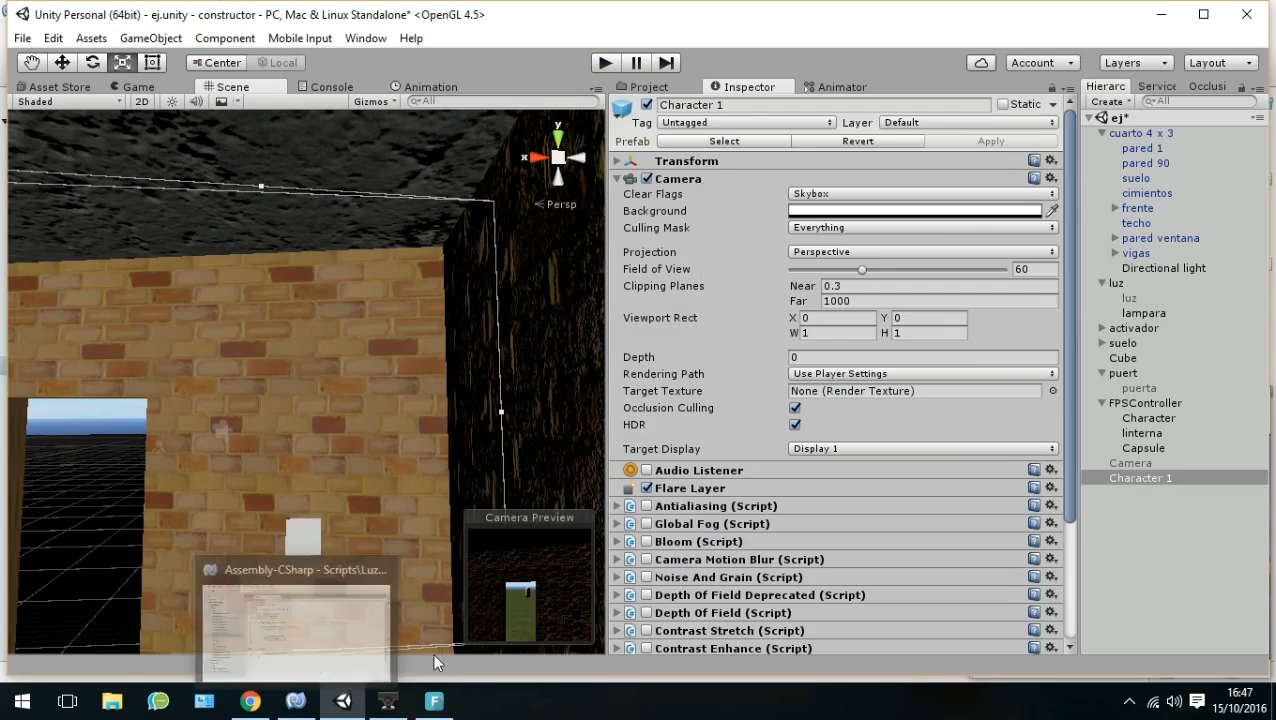 Unity Personal (64bit) - ej.unity - constructor - PC, Mac & Linux Standalone* <OpenGL 4.5>
File Edit Assets GameObject Component Mobile Input Window Help
Center Local Account Layers Layout
Asset Store Game Scene Console Animation
Shaded 2D Gizmos All
y
x
Persp
Camera Preview
Assembly-CSharp - Scripts\Luz...
Project Inspector Animator
Character 1 Static
Tag Untagged Layer Default
Prefab Select Revert Apply
Transform
Camera
Clear Flags Skybox
Background
Culling Mask Everything
Projection Perspective
Field of View 60
Clipping Planes Near 0.3
Far 1000
Viewport Rect X 0 Y 0
W 1 H 1
Depth 0
Rendering Path Use Player Settings
Target Texture None (Render Texture)
Occlusion Culling
HDR
Target Display Display 1
Audio Listener
Flare Layer
Antialiasing (Script)
Global Fog (Script)
Bloom (Script)
Camera Motion Blur (Script)
Noise And Grain (Script)
Depth Of Field Deprecated (Script)
Depth Of Field (Script)
Contrast Stretch (Script)
Contrast Enhance (Script)
Hierarc Service Occlusi
Create All
ej*
cuarto 4 x 3
pared 1
pared 90
suelo
cimientos
frente
techo
pared ventana
vigas
Directional light
luz
luz
lampara
activador
suelo
Cube
puert
puerta
FPSController
Character
linterna
Capsule
Camera
Character 1
F
16:47
15/10/2016